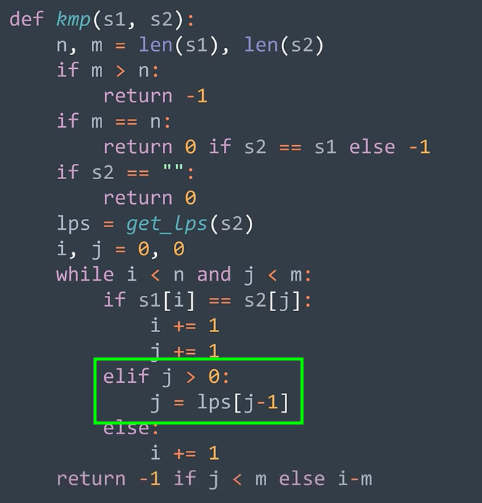 def kmp(s1, s2):
    n, m = len(s1), len(s2)
    if m > n:
        return -1
    if m == n:
        return 0 if s2 == s1 else -1
    if s2 == "":
        return 0
    lps = get_lps(s2)
    i, j = 0, 0
    while i < n and j < m:
        if s1[i] == s2[j]:
            i += 1
            j += 1
        elif j > 0:
            j = lps[j-1]
        else:
            i += 1
    return -1 if j < m else i-m